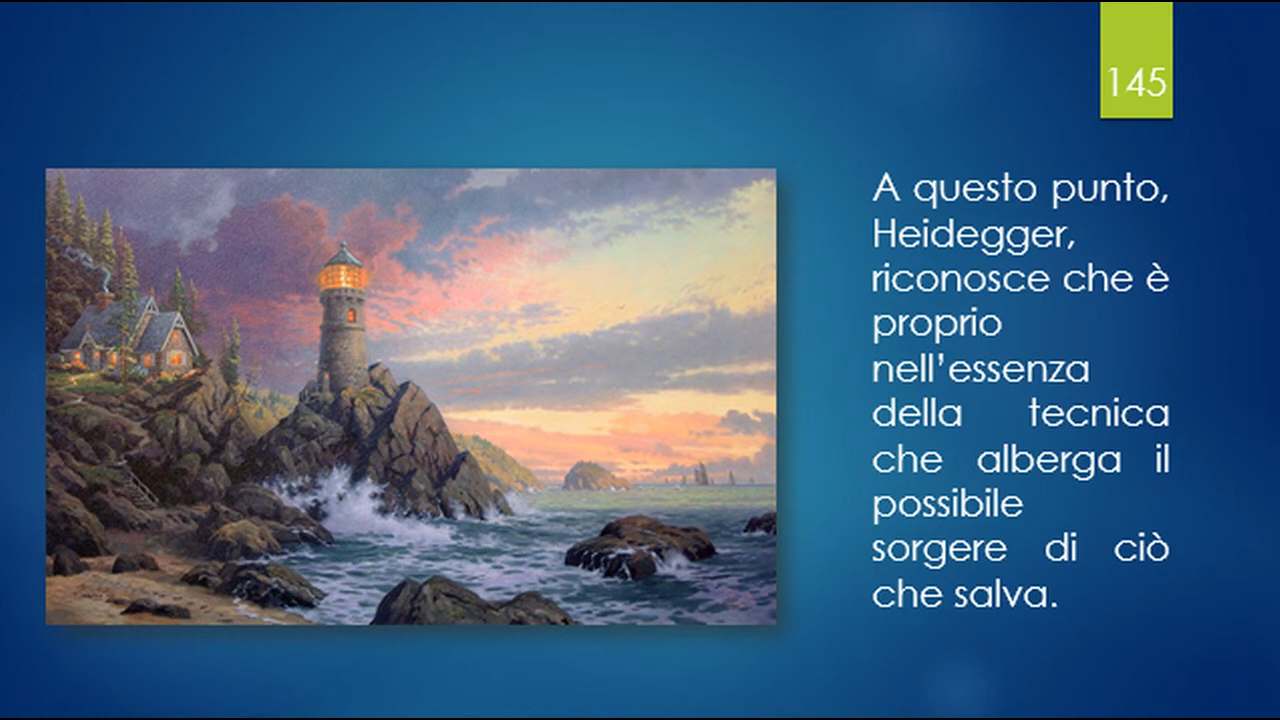 145
A questo punto,
Heidegger,
riconosce che è
proprio
nell’essenza
della tecnica
che alberga il
possibile
sorgere di ciò
che salva.